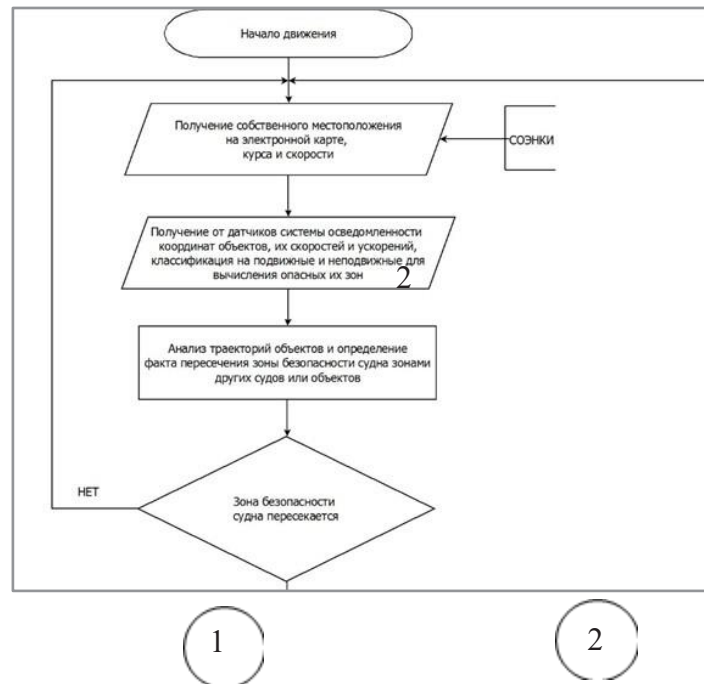 Начало движения
Получение собственного местоположения
на электронной карте,
курса и скорости
СОЭНКИ
Получение от датчиков системы осведомленности
координат объектов, их скоростей и ускорений,
классификация на подвижные и неподвижные для
вычисления опасных их зон
2
Анализ траекторий объектов и определение
факта пересечения зоны безопасности судна зонами
других судов или объектов
НЕТ
Зона безопасности
судна пересекается
1
2